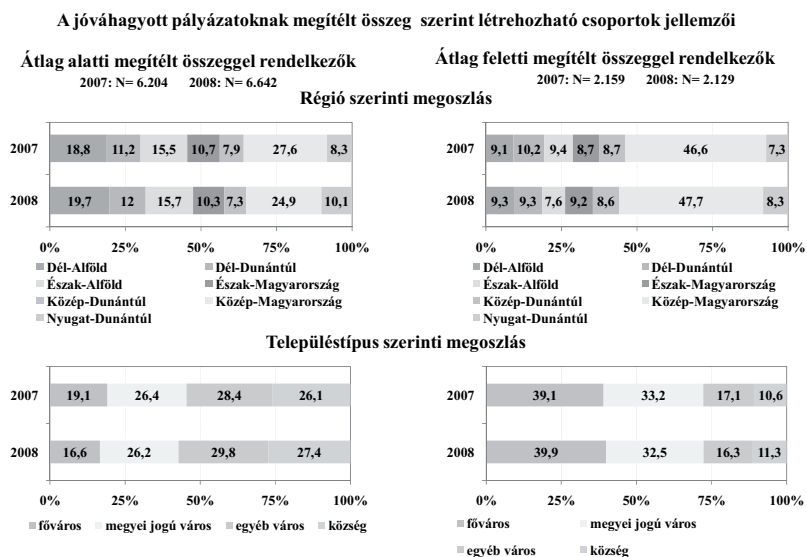 A jóváhagyott pályázatoknak megítélt összeg szerint létrehozható csoportok jellemzői
Átlag alatti megítélt összeggel rendelkezők
2007: N= 6.204 2008: N= 6.642
Átlag feletti megítélt összeggel rendelkezők
2007: N= 2.159 2008: N= 2.129
Régió szerinti megoszlás
2007 18,8 11,2 15,5 10,7 7,9 27,6 8,3
2008 19,7 12 15,7 10,3 7,3 24,9 10,1
0% 25% 50% 75% 100%
Dél-Alföld Dél-Dunántúl
Észak-Alföld Észak-Magyarország
Közép-Dunántúl Közép-Magyarország
Nyugat-Dunántúl
2007 9,1 10,2 9,4 8,7 8,7 46,6 7,3
2008 9,3 9,3 7,6 9,2 8,6 47,7 8,3
0% 25% 50% 75% 100%
Dél-Alföld Dél-Dunántúl
Észak-Alföld Észak-Magyarország
Közép-Dunántúl Közép-Magyarország
Nyugat-Dunántúl
Településtípus szerinti megoszlás
2007 19,1 26,4 28,4 26,1
2008 16,6 26,2 29,8 27,4
0% 25% 50% 75% 100%
főváros megyei jogú város egyéb város község
2007 39,1 33,2 17,1 10,6
2008 39,9 32,5 16,3 11,3
0% 25% 50% 75% 100%
főváros megyei jogú város
egyéb város község